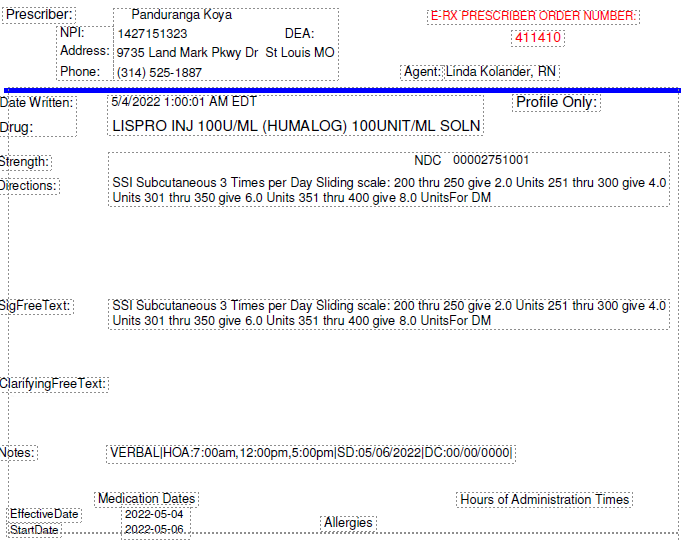 Prescriber: Panduranga Koya
E-RX PRESCRIBER ORDER NUMBER:
NPI: 1427151323 DEA:
411410
Address: 9735 Land Mark Pkwy Dr St Louis MO
Phone: (314) 525-1887
Agent: Linda Kolander, RN
Date Written: 5/4/2022 1:00:01 AM EDT
Profile Only:
Drug: LISPRO INJ 100U/ML (HUMALOG) 100UNIT/ML SOLN
Strength: NDC 00002751001
Directions: SSI Subcutaneous 3 Times per Day Sliding scale: 200 thru 250 give 2.0 Units 251 thru 300 give 4.0
Units 301 thru 350 give 6.0 Units 351 thru 400 give 8.0 UnitsFor DM
SigFreeText: SSI Subcutaneous 3 Times per Day Sliding scale: 200 thru 250 give 2.0 Units 251 thru 300 give 4.0
Units 301 thru 350 give 6.0 Units 351 thru 400 give 8.0 UnitsFor DM
ClarifyingFreeText:
Notes: VERBAL|HOA:7:00am,12:00pm,5:00pm|SD:05/06/2022|DC:00/00/0000|
Medication Dates
Hours of Administration Times
EffectiveDate 2022-05-04
Allergies
StartDate 2022-05-06